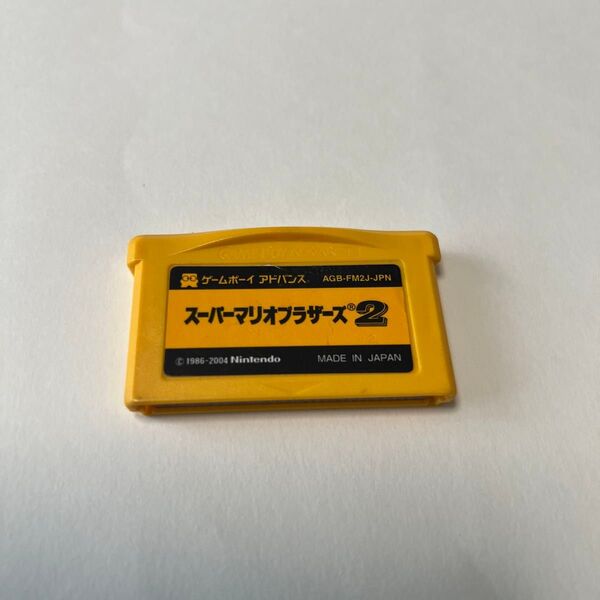 ゲームボーイ アドバンス AGB-FM2J-JPN
スーパーマリオブラザーズ® 2
© 1986-2004 Nintendo MADE IN JAPAN